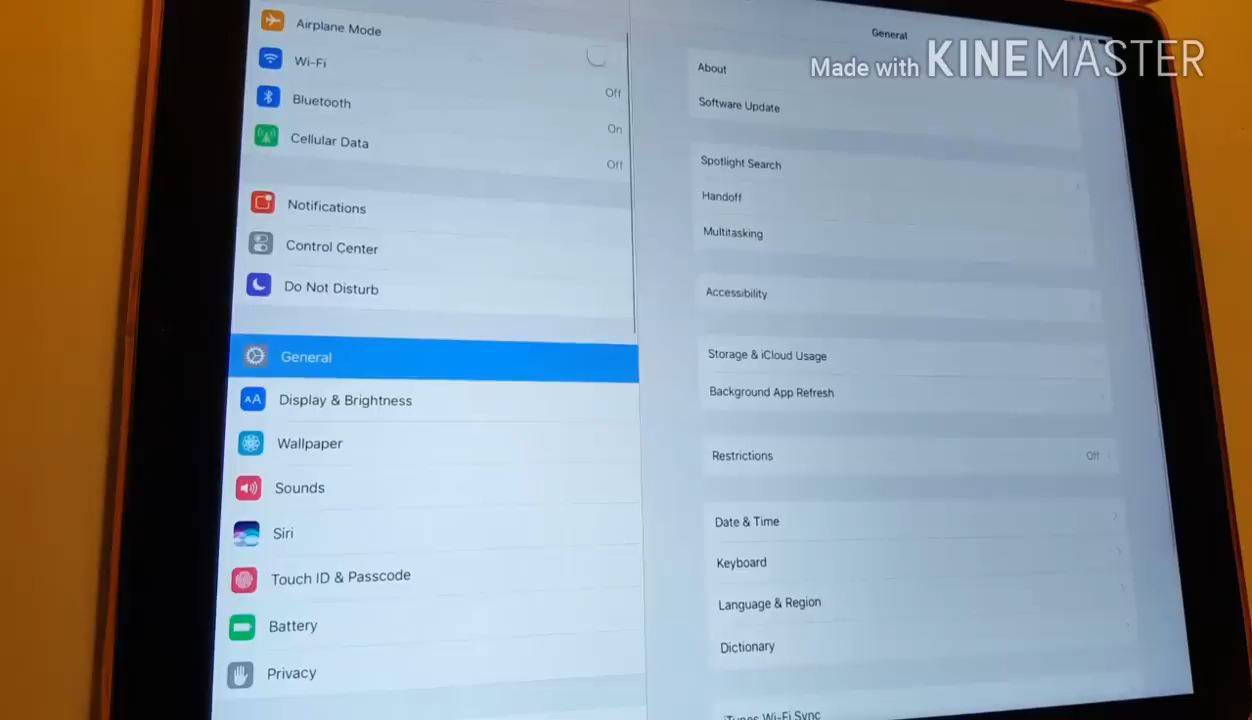 Airplane Mode
Wi-Fi
Off
Bluetooth
On
Cellular Data
Off
Notifications
Control Center
Do Not Disturb
General
Display & Brightness
Wallpaper
Sounds
Siri
Touch ID & Passcode
Battery
Privacy
General
Made with KINEMASTER
About
Software Update
Spotlight Search
Handoff
Multitasking
Accessibility
Storage & iCloud Usage
Background App Refresh
Restrictions Off
Date & Time
Keyboard
Language & Region
Dictionary
iTunes Wi-Fi Sync